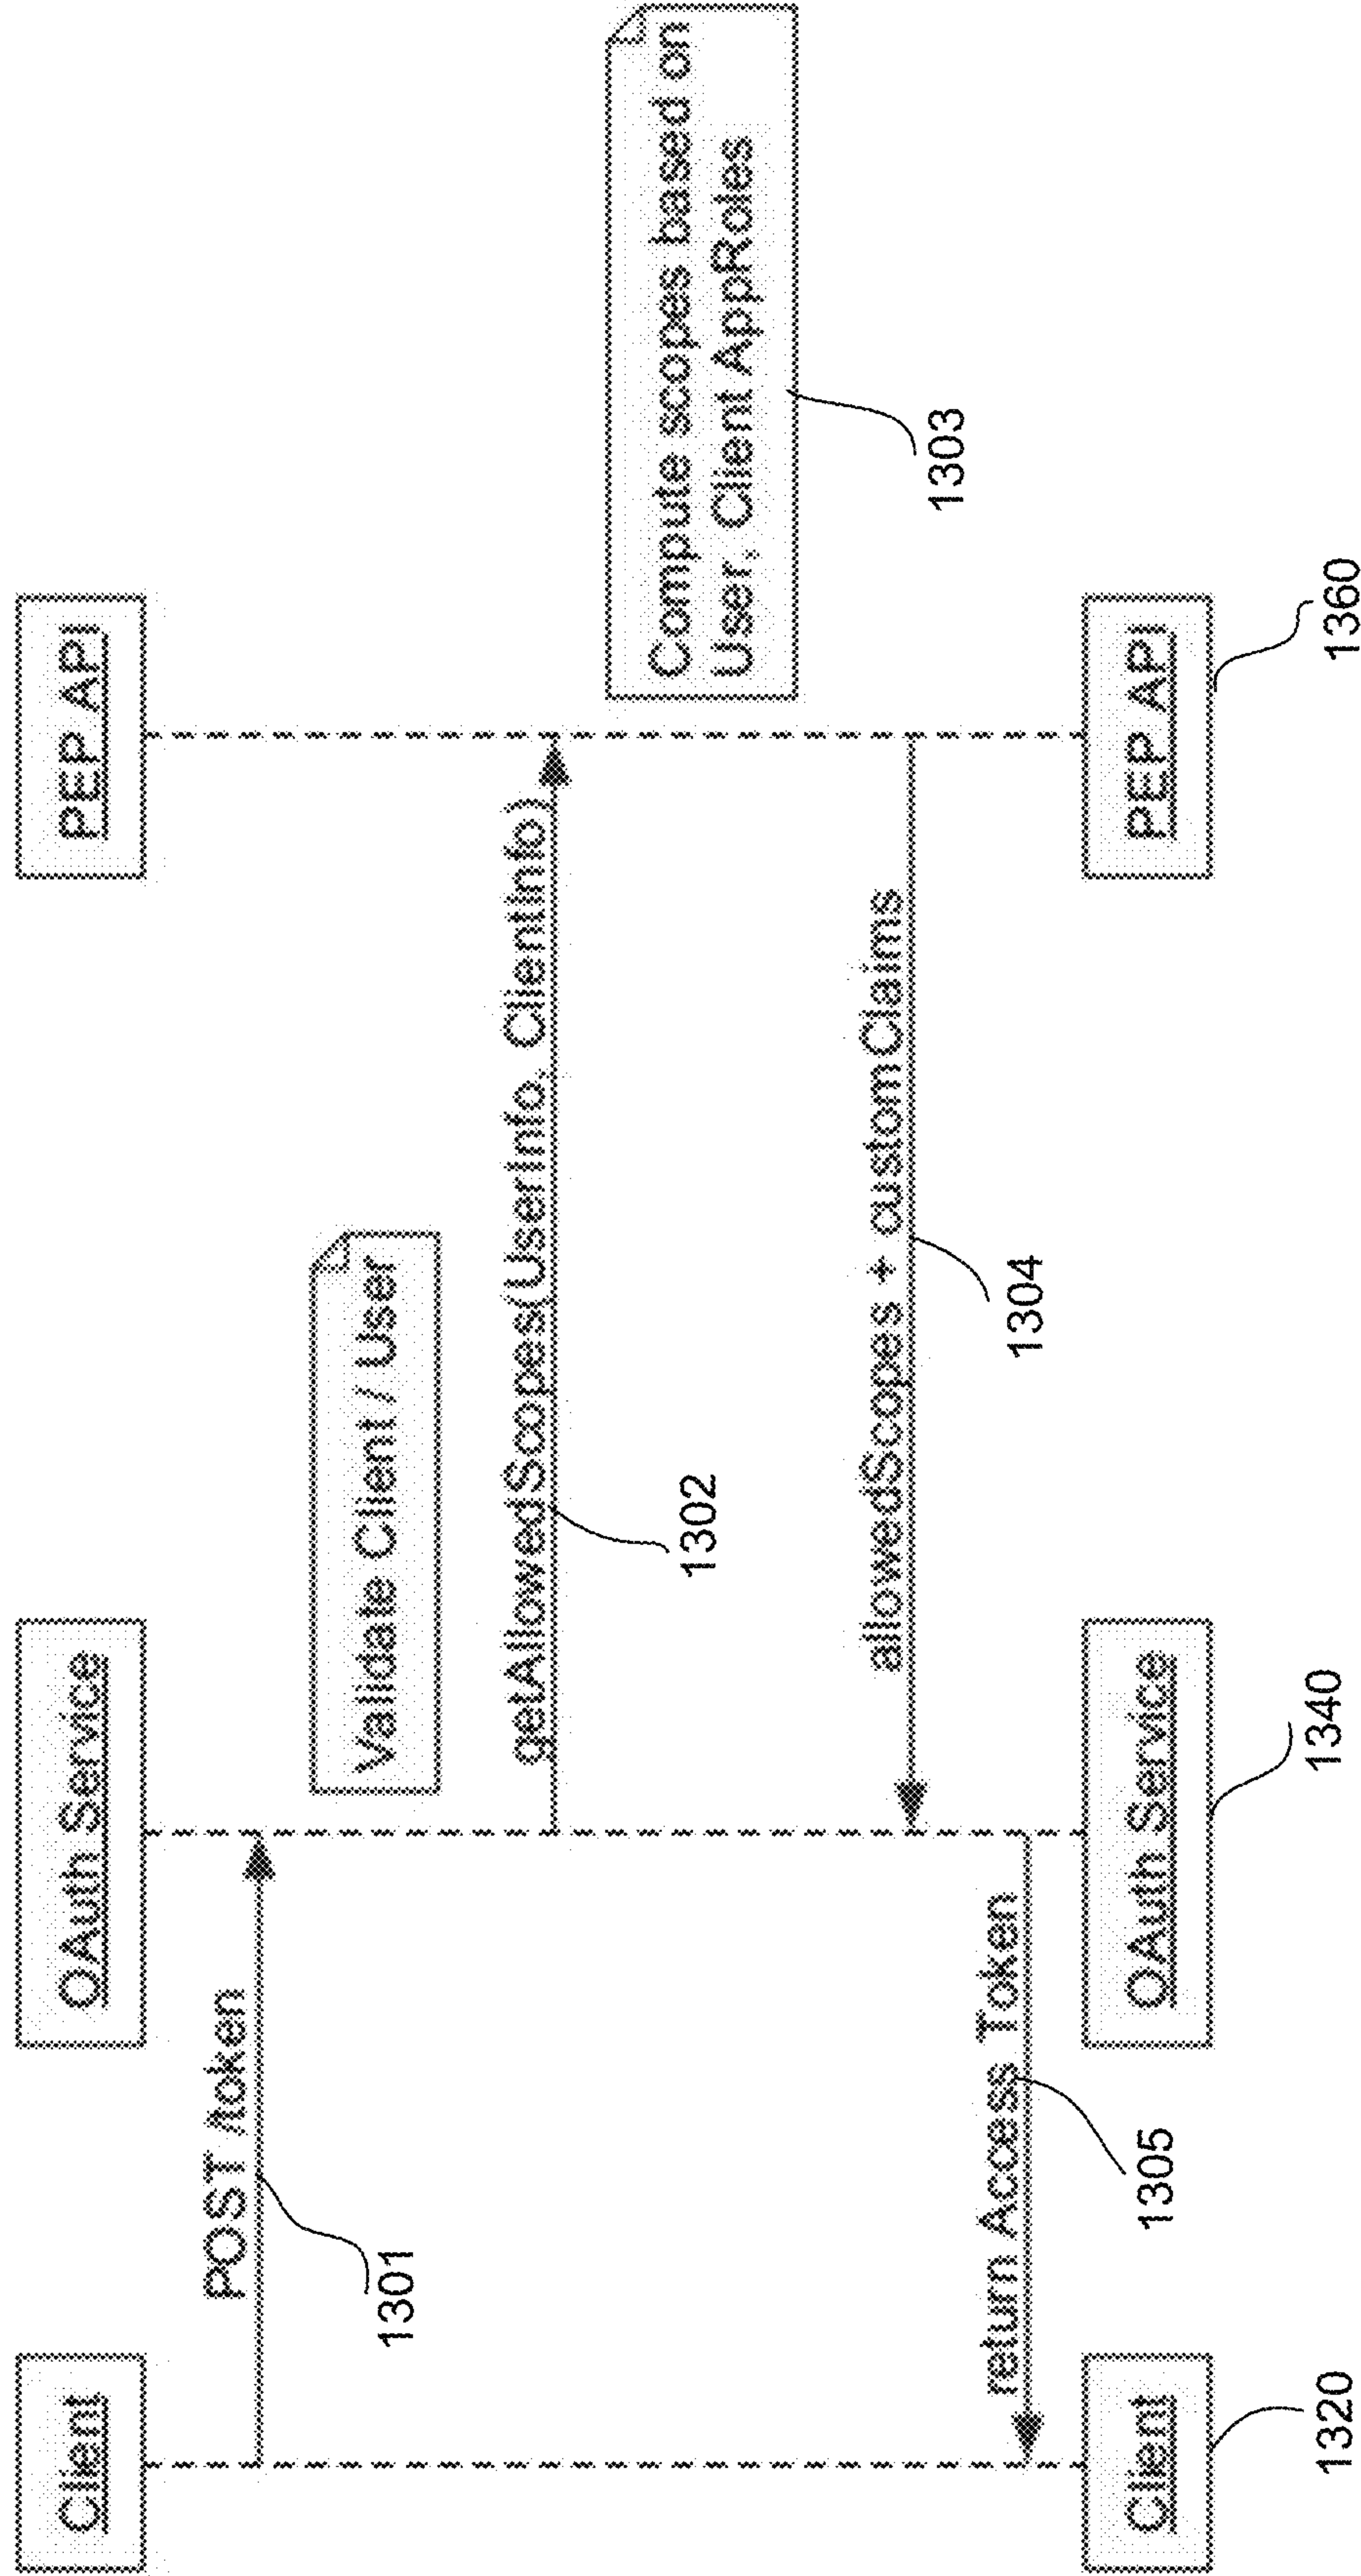 Client
OAuth Service
PEP API
POST /token
1301
Validate Client / User
getAllowedScopes(UserInfo, ClientInfo)
1302
Compute scopes based on
User, Client AppRoles
1303
allowedScopes + customClaims
1304
return Access Token
1305
Client
OAuth Service
PEP API
1320
1340
1360